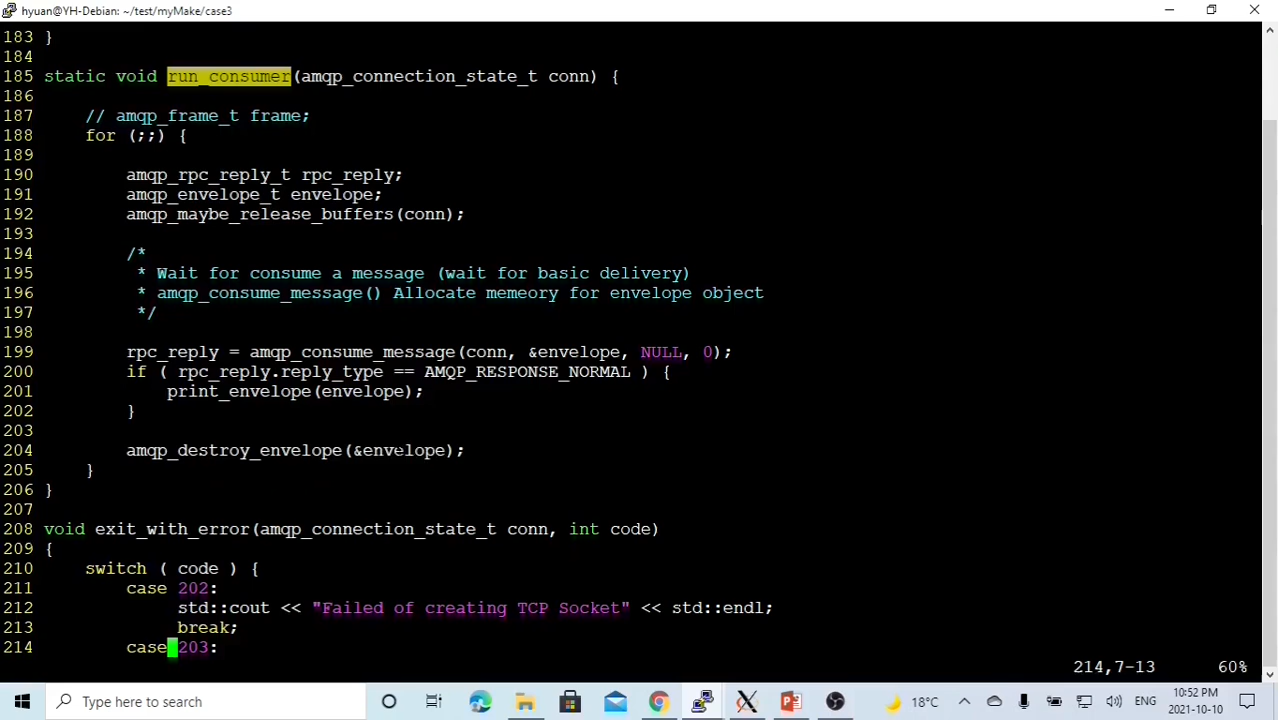 hyuan@YH-Debian: ~/test/myMake/case3
183 }
184
185 static void run_consumer(amqp_connection_state_t conn) {
186
187     // amqp_frame_t frame;
188     for (;;) {
189
190         amqp_rpc_reply_t rpc_reply;
191         amqp_envelope_t envelope;
192         amqp_maybe_release_buffers(conn);
193
194         /*
195          * Wait for consume a message (wait for basic delivery)
196          * amqp_consume_message() Allocate memeory for envelope object
197          */
198
199         rpc_reply = amqp_consume_message(conn, &envelope, NULL, 0);
200         if ( rpc_reply.reply_type == AMQP_RESPONSE_NORMAL ) {
201             print_envelope(envelope);
202         }
203
204         amqp_destroy_envelope(&envelope);
205     }
206 }
207
208 void exit_with_error(amqp_connection_state_t conn, int code)
209 {
210     switch ( code ) {
211         case 202:
212              std::cout << "Failed of creating TCP Socket" << std::endl;
213              break;
214         case 203:
214,7-13 60%
Type here to search
18°C
ENG
10:52 PM
2021-10-10